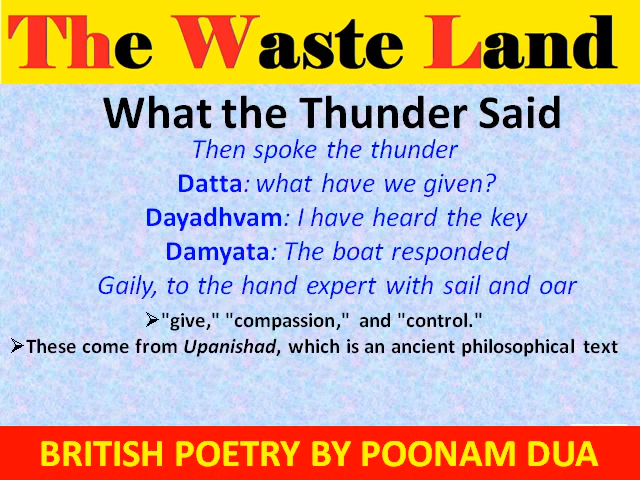 The Waste Land
What the Thunder Said
Then spoke the thunder
Datta: what have we given?
Dayadhvam: I have heard the key
Damyata: The boat responded
Gaily, to the hand expert with sail and oar
➢"give," "compassion," and "control."
➢These come from Upanishad, which is an ancient philosophical text
BRITISH POETRY BY POONAM DUA